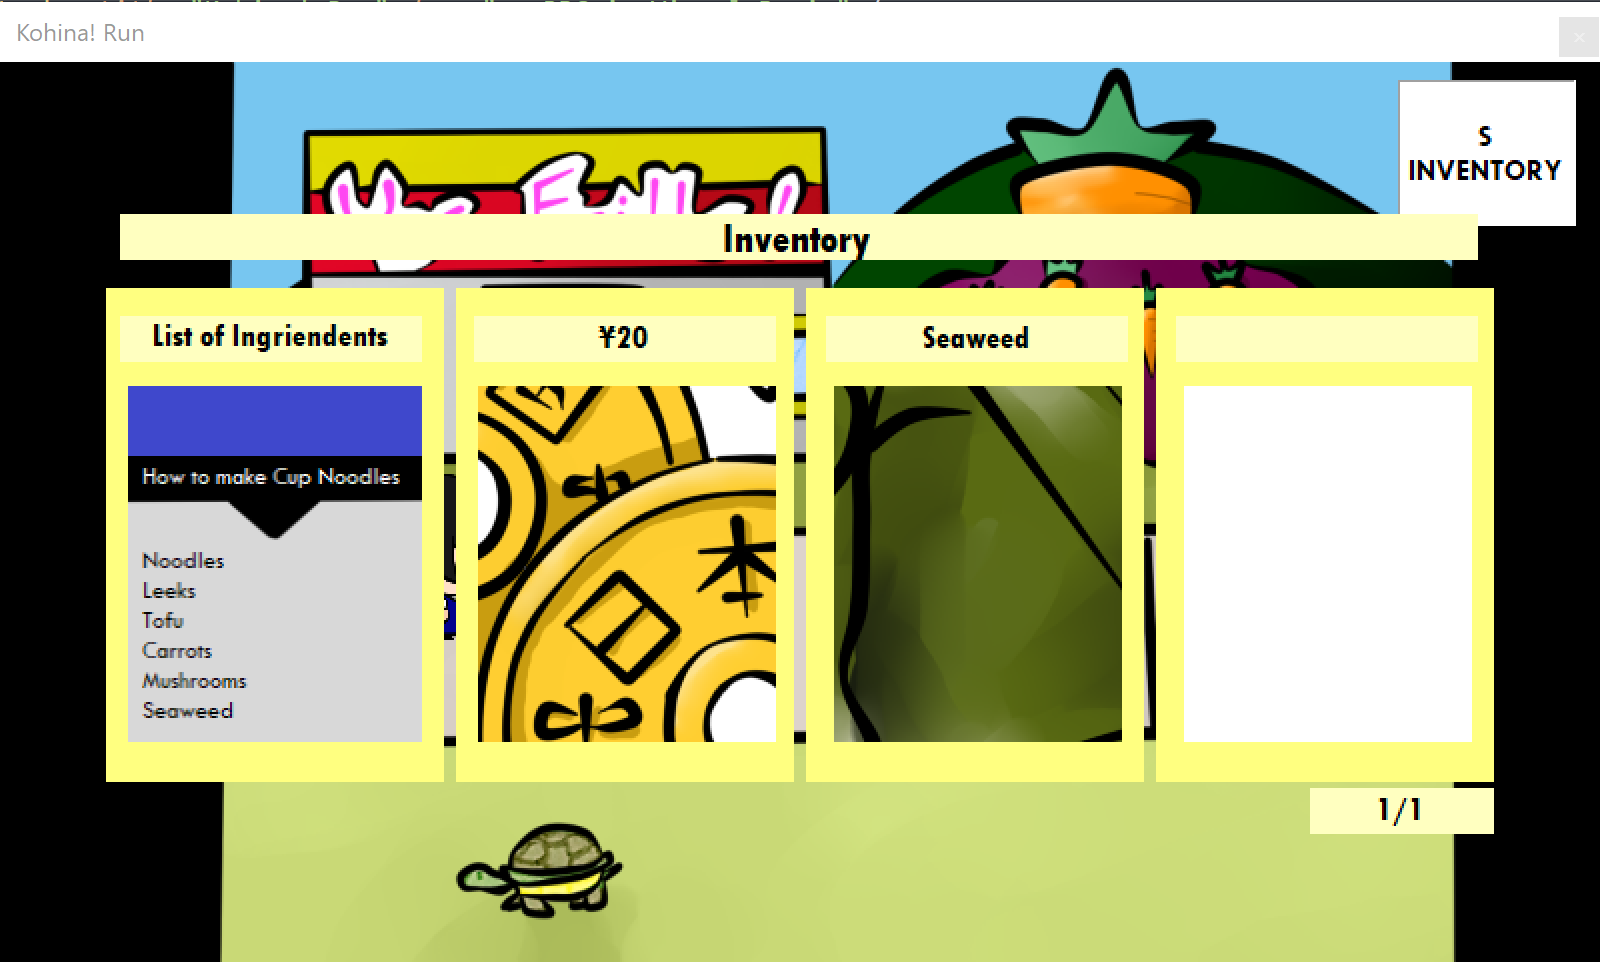 Kohina! Run
S
INVENTORY
Inventory
List of Ingriendents
¥20
Seaweed
How to make Cup Noodles
Noodles
Leeks
Tofu
Carrots
Mushrooms
Seaweed
1/1